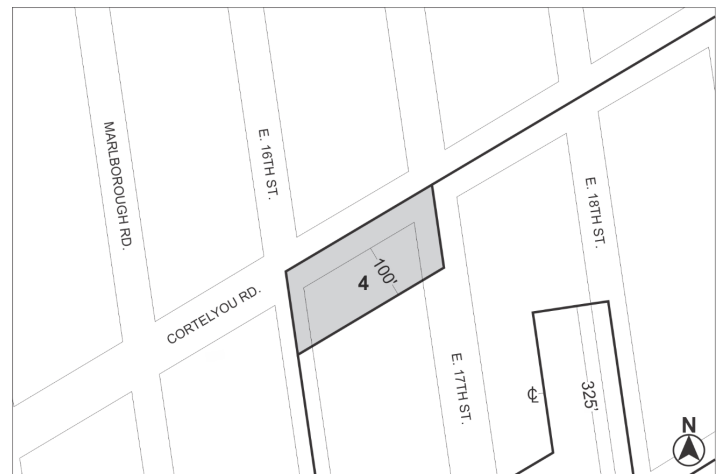 MARLBOROUGH RD.
E. 16TH ST.
E. 18TH ST.
100'
4
CORTELYOU RD.
E. 17TH ST.
℄
325'
N